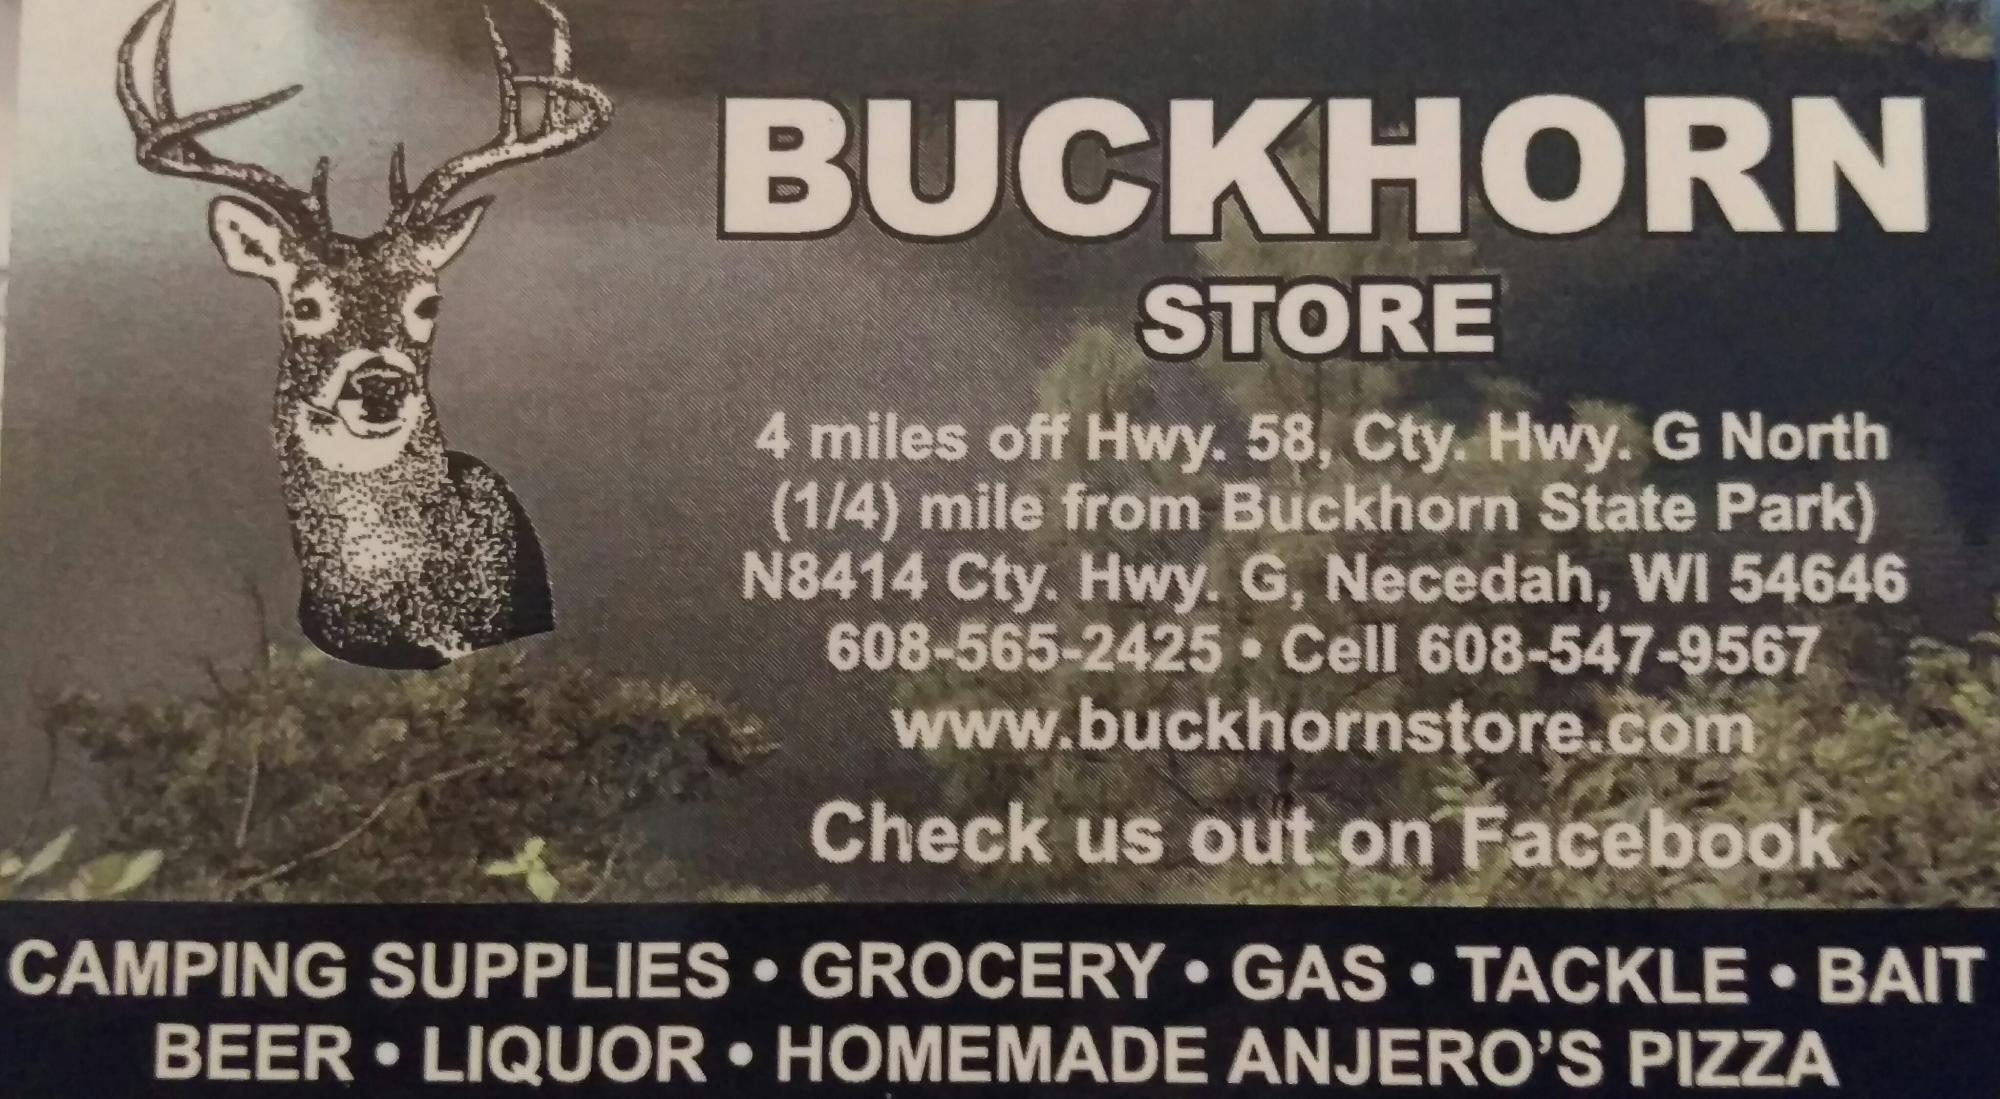 BUCKHORN
STORE
4 miles off Hwy. 58, Cty. Hwy. G North
(1/4) mile from Buckhorn State Park)
N8414 Cty. Hwy. G, Necedah, WI 54646
608-565-2425 • Cell 608-547-9567
www.buckhornstore.com
Check us out on Facebook
CAMPING SUPPLIES • GROCERY • GAS • TACKLE • BAIT
BEER • LIQUOR • HOMEMADE ANJERO'S PIZZA